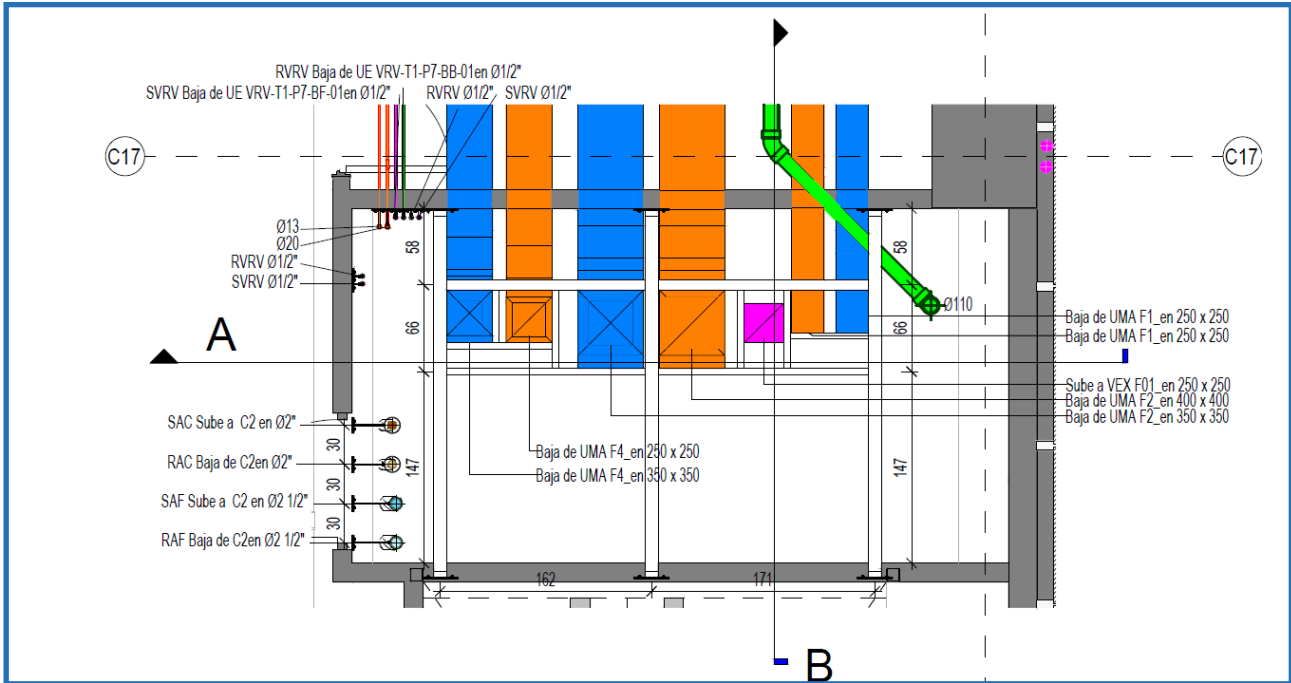 RVRV Baja de UE VRV-T1-P7-BB-01en Ø1/2"
SVRV Baja de UE VRV-T1-P7-BF-01en Ø1/2" RVRV Ø1/2" SVRV Ø1/2"
C17
C17
Ø13
Ø20
RVRV Ø1/2"
SVRV Ø1/2"
58
58
Ø110
A
66
66
Baja de UMA F1_en 250 x 250
Baja de UMA F1_en 250 x 250
Sube a VEX F01_en 250 x 250
Baja de UMA F2_en 400 x 400
Baja de UMA F2_en 350 x 350
SAC Sube a C2 en Ø2"
30
RAC Baja de C2en Ø2"
30
SAF Sube a C2 en Ø2 1/2"
30
RAF Baja de C2en Ø2 1/2"
147
147
Baja de UMA F4_en 250 x 250
Baja de UMA F4_en 350 x 350
162
171
B